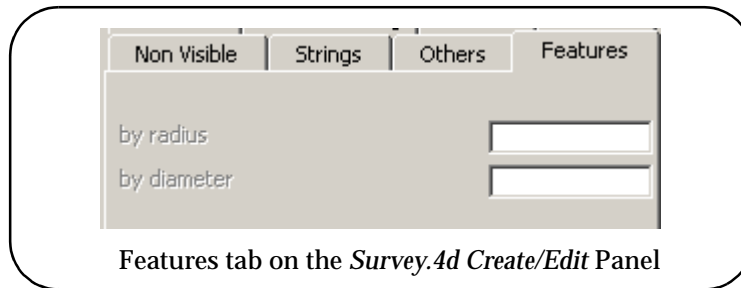 Non Visible Strings Others Features
by radius
by diameter
Features tab on the Survey.4d Create/Edit Panel